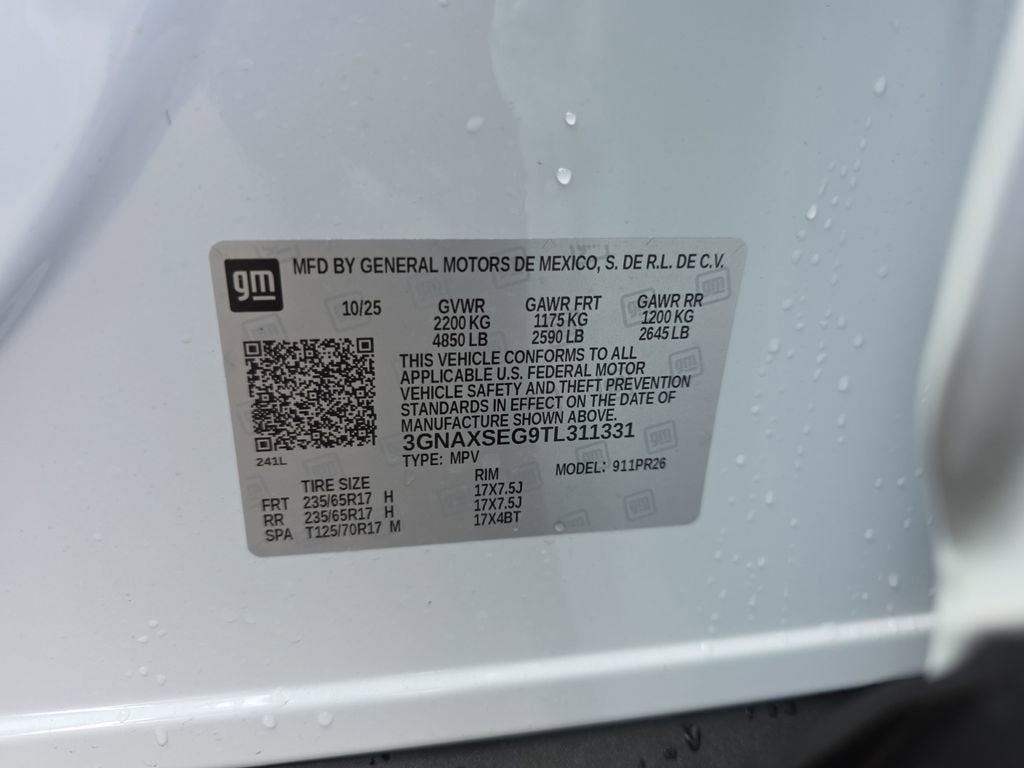 gm MFD BY GENERAL MOTORS DE MEXICO, S. DE R.L. DE C.V.
10/25 GVWR GAWR FRT GAWR RR
2200 KG 1175 KG 1200 KG
4850 LB 2590 LB 2645 LB
THIS VEHICLE CONFORMS TO ALL
APPLICABLE U.S. FEDERAL MOTOR
VEHICLE SAFETY AND THEFT PREVENTION
STANDARDS IN EFFECT ON THE DATE OF
MANUFACTURE SHOWN ABOVE.
3GNAXSEG9TL311331
241L
TYPE: MPV MODEL: 911PR26
TIRE SIZE RIM
FRT 235/65R17 H 17X7.5J
RR 235/65R17 H 17X7.5J
SPA T125/70R17 M 17X4BT